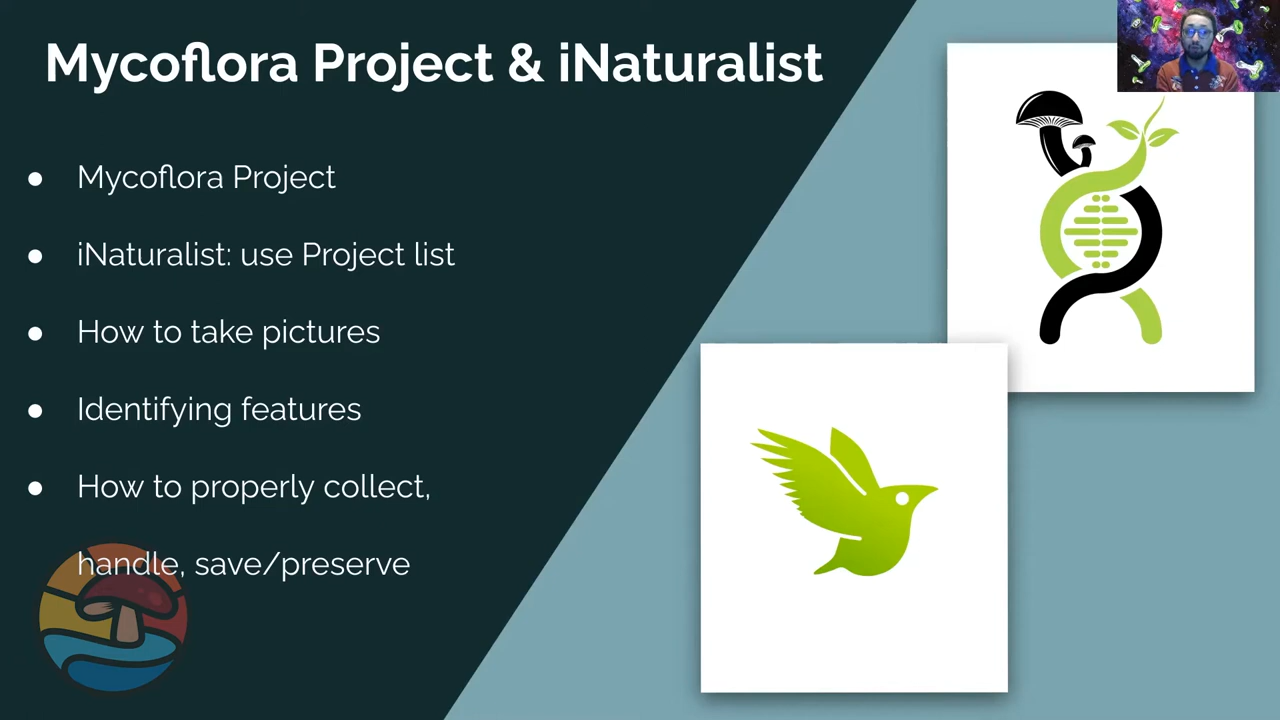 Mycoflora Project & iNaturalist
● Mycoflora Project
● iNaturalist: use Project list
● How to take pictures
● Identifying features
● How to properly collect,
handle, save/preserve